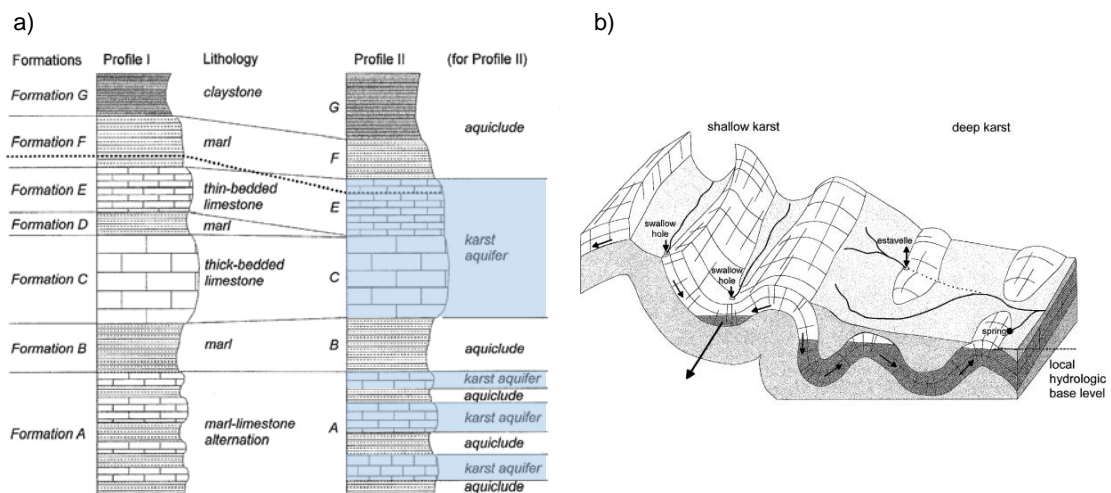 a)
Formations Profile I Lithology Profile II (for Profile II)
Formation G claystone G aquiclude
Formation F marl F
Formation E thin-bedded limestone E karst aquifer
Formation D marl
Formation C thick-bedded limestone C
Formation B marl B aquiclude
Formation A marl-limestone alternation A
karst aquifer
aquiclude
karst aquifer
aquiclude
karst aquifer
aquiclude
b)
shallow karst deep karst
swallow
hole
estavelle
swallow
hole
spring
local
hydrologic
base level